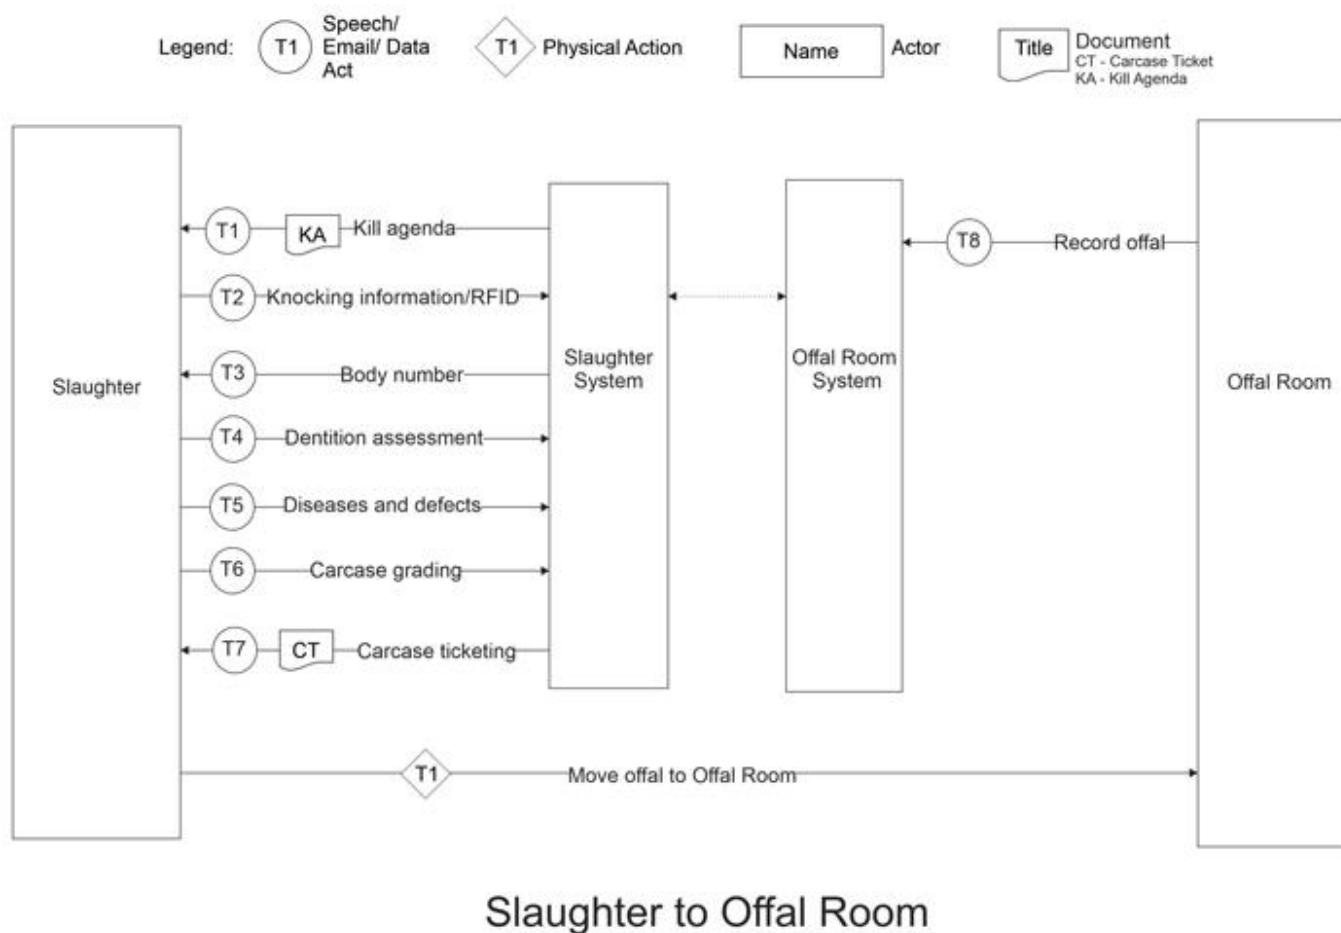 Legend:
T1
Speech/
Email/ Data
Act
T1
Physical Action
Name
Actor
Title
Document
CT - Carcase Ticket
KA - Kill Agenda
Slaughter
T1
KA
Kill agenda
T2
Knocking information/RFID
T3
Body number
T4
Dentition assessment
T5
Diseases and defects
T6
Carcase grading
T7
CT
Carcase ticketing
Slaughter
System
Offal Room
System
T8
Record offal
Offal Room
T1
Move offal to Offal Room
Slaughter to Offal Room